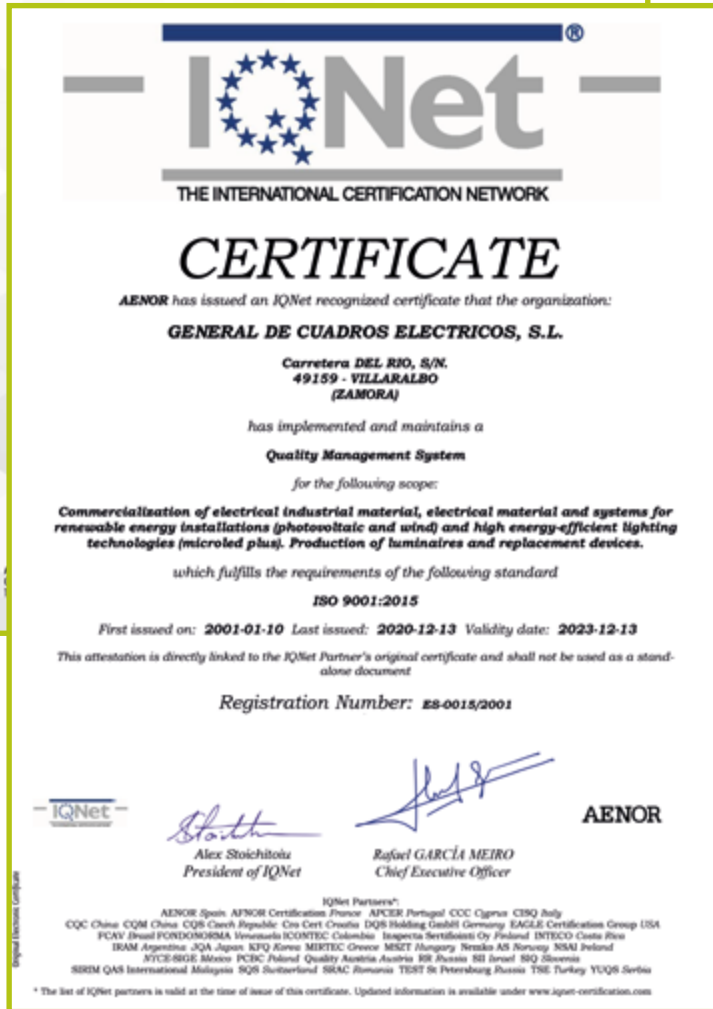 IQNet ®
THE INTERNATIONAL CERTIFICATION NETWORK
CERTIFICATE
AENOR has issued an IQNet recognized certificate that the organization:
GENERAL DE CUADROS ELECTRICOS, S.L.
Carretera DEL RIO, S/N.
49159 - VILLARALBO
(ZAMORA)
has implemented and maintains a
Quality Management System
for the following scope:
Commercialization of electrical industrial material, electrical material and systems for
renewable energy installations (photovoltaic and wind) and high energy-efficient lighting
technologies (microled plus). Production of luminaires and replacement devices.
which fulfills the requirements of the following standard
ISO 9001:2015
First issued on: 2001-01-10 Last issued: 2020-12-13 Validity date: 2023-12-13
This attestation is directly linked to the IQNet Partner's original certificate and shall not be used as a stand-
alone document
Registration Number: ES-0015/2001
IQNet
AENOR
Alex Stoichitoiu
President of IQNet
Rafael GARCÍA MEIRO
Chief Executive Officer
Original Electronic Certificate
IQNet Partners*:
AENOR Spain AFNOR Certification France APCER Portugal CCC Cyprus CISQ Italy
CQC China CQM China CQS Czech Republic Cro Cert Croatia DQS Holding GmbH Germany EAGLE Certification Group USA
FCAV Brazil FONDONORMA Venezuela ICONTEC Colombia Inspecta Sertifiointi Oy Finland INTECO Costa Rica
IRAM Argentina JQA Japan KFQ Korea MIRTEC Greece MSZT Hungary Nemko AS Norway NSAI Ireland
NYCE-SIGE México PCBC Poland Quality Austria Austria RR Russia SII Israel SIQ Slovenia
SIRIM QAS International Malaysia SQS Switzerland SRAC Romania TEST St Petersburg Russia TSE Turkey YUQS Serbia
* The list of IQNet partners is valid at the time of issue of this certificate. Updated information is available under www.iqnet-certification.com